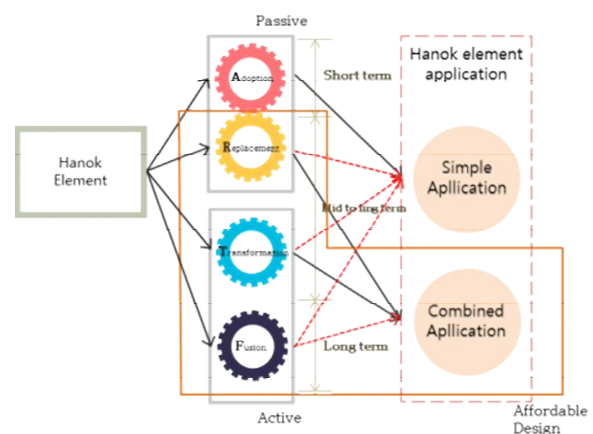 Passive
Hanok
Element
Adoption
Replacement
Transformation
Fusion
Short term
Mid to ling term
Long term
Active
Hanok element
application
Simple
Apllication
Combined
Apllication
Affordable
Design